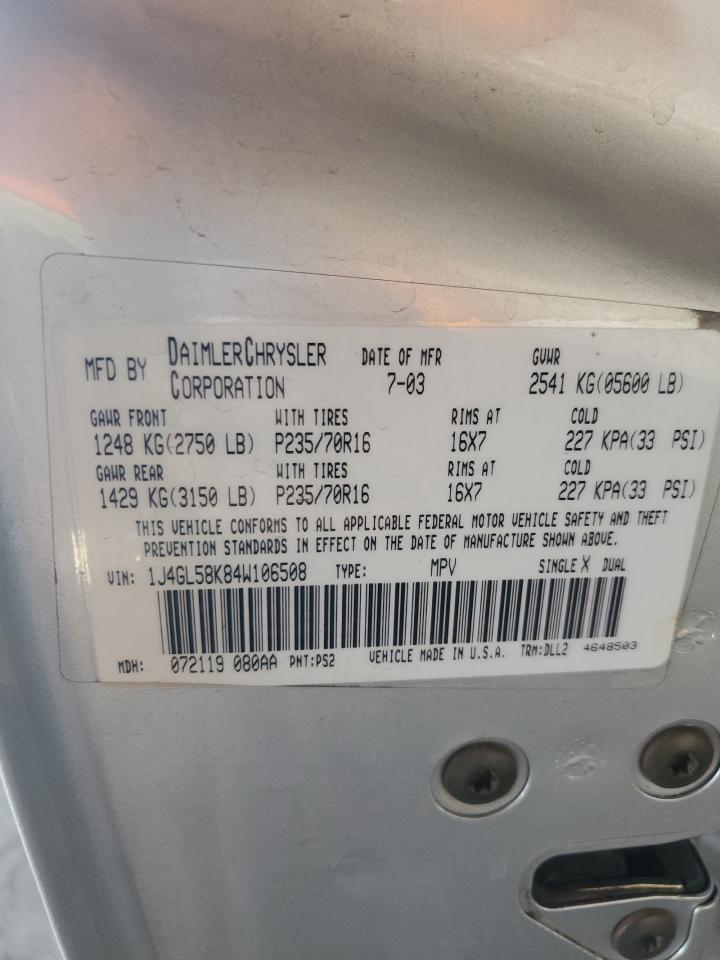 MFD BY DAIMLERCHRYSLER CORPORATION DATE OF MFR 7-03 GVWR 2541 KG(05600 LB)
GAWR FRONT WITH TIRES RIMS AT COLD
1248 KG(2750 LB) P235/70R16 16X7 227 KPA(33 PSI)
GAWR REAR WITH TIRES RIMS AT COLD
1429 KG(3150 LB) P235/70R16 16X7 227 KPA(33 PSI)
THIS VEHICLE CONFORMS TO ALL APPLICABLE FEDERAL MOTOR VEHICLE SAFETY AND THEFT
PREVENTION STANDARDS IN EFFECT ON THE DATE OF MANUFACTURE SHOWN ABOVE.
VIN: 1J4GL58K84W106508 TYPE: MPV SINGLE X DUAL
MDH: 072119 080AA PNT:PS2 VEHICLE MADE IN U.S.A. TRM:DLL2 4648503